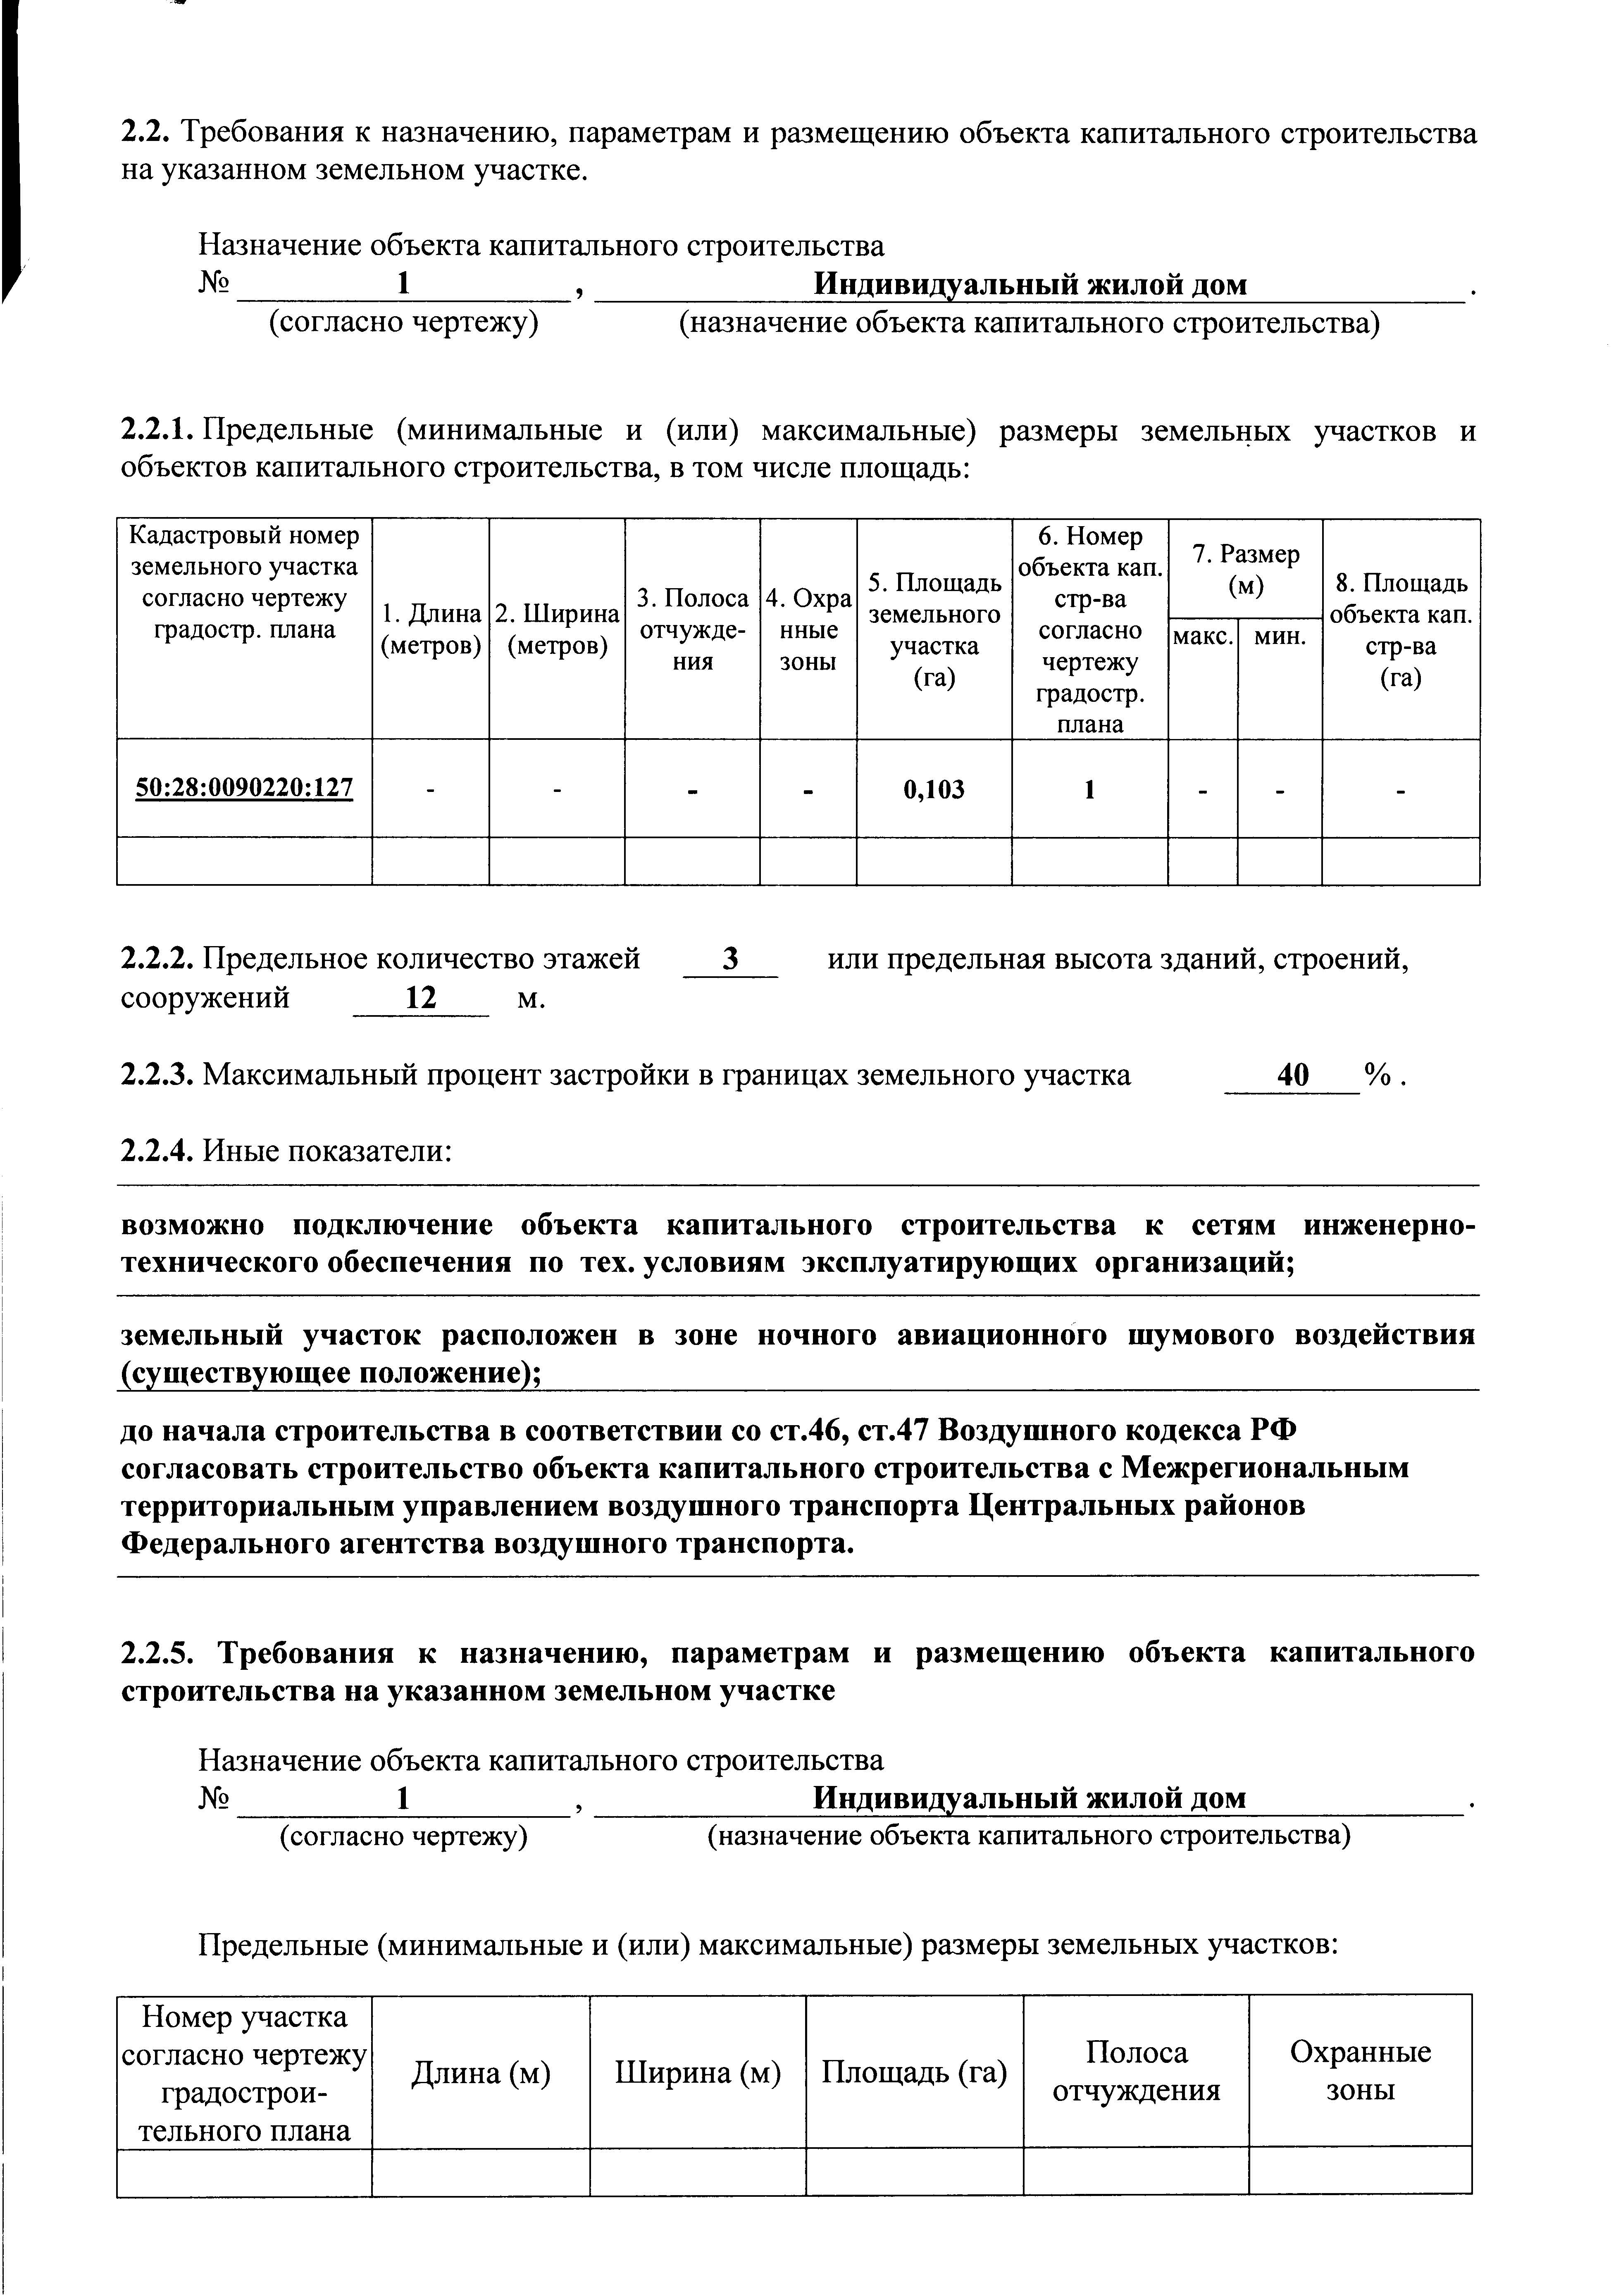 2.2. Требования к назначению, параметрам и размещению объекта капитального строительства
на указанном земельном участке.
Назначение объекта капитального строительства
№ 1 , Индивидуальный жилой дом .
(согласно чертежу) (назначение объекта капитального строительства)
2.2.1. Предельные (минимальные и (или) максимальные) размеры земельных участков и
объектов капитального строительства, в том числе площадь:
Кадастровый номер
земельного участка
согласно чертежу
градостр. плана
1. Длина
(метров)
2. Ширина
(метров)
3. Полоса
отчужде-
ния
4. Охра
нные
зоны
5. Площадь
земельного
участка
(га)
6. Номер
объекта кап.
стр-ва
согласно
чертежу
градостр.
плана
7. Размер
(м)
макс. мин.
8. Площадь
объекта кап.
стр-ва
(га)
50:28:0090220:127 - - - - 0,103 1 - - -
2.2.2. Предельное количество этажей 3 или предельная высота зданий, строений,
сооружений 12 м.
2.2.3. Максимальный процент застройки в границах земельного участка 40 % .
2.2.4. Иные показатели:
возможно подключение объекта капитального строительства к сетям инженерно-
технического обеспечения по тех. условиям эксплуатирующих организаций;
земельный участок расположен в зоне ночного авиационного шумового воздействия
(существующее положение);
до начала строительства в соответствии со ст.46, ст.47 Воздушного кодекса РФ
согласовать строительство объекта капитального строительства с Межрегиональным
территориальным управлением воздушного транспорта Центральных районов
Федерального агентства воздушного транспорта.
2.2.5. Требования к назначению, параметрам и размещению объекта капитального
строительства на указанном земельном участке
Назначение объекта капитального строительства
№ 1 , Индивидуальный жилой дом .
(согласно чертежу) (назначение объекта капитального строительства)
Предельные (минимальные и (или) максимальные) размеры земельных участков:
Номер участка
согласно чертежу
градострои-
тельного плана
Длина (м)
Ширина (м)
Площадь (га)
Полоса
отчуждения
Охранные
зоны